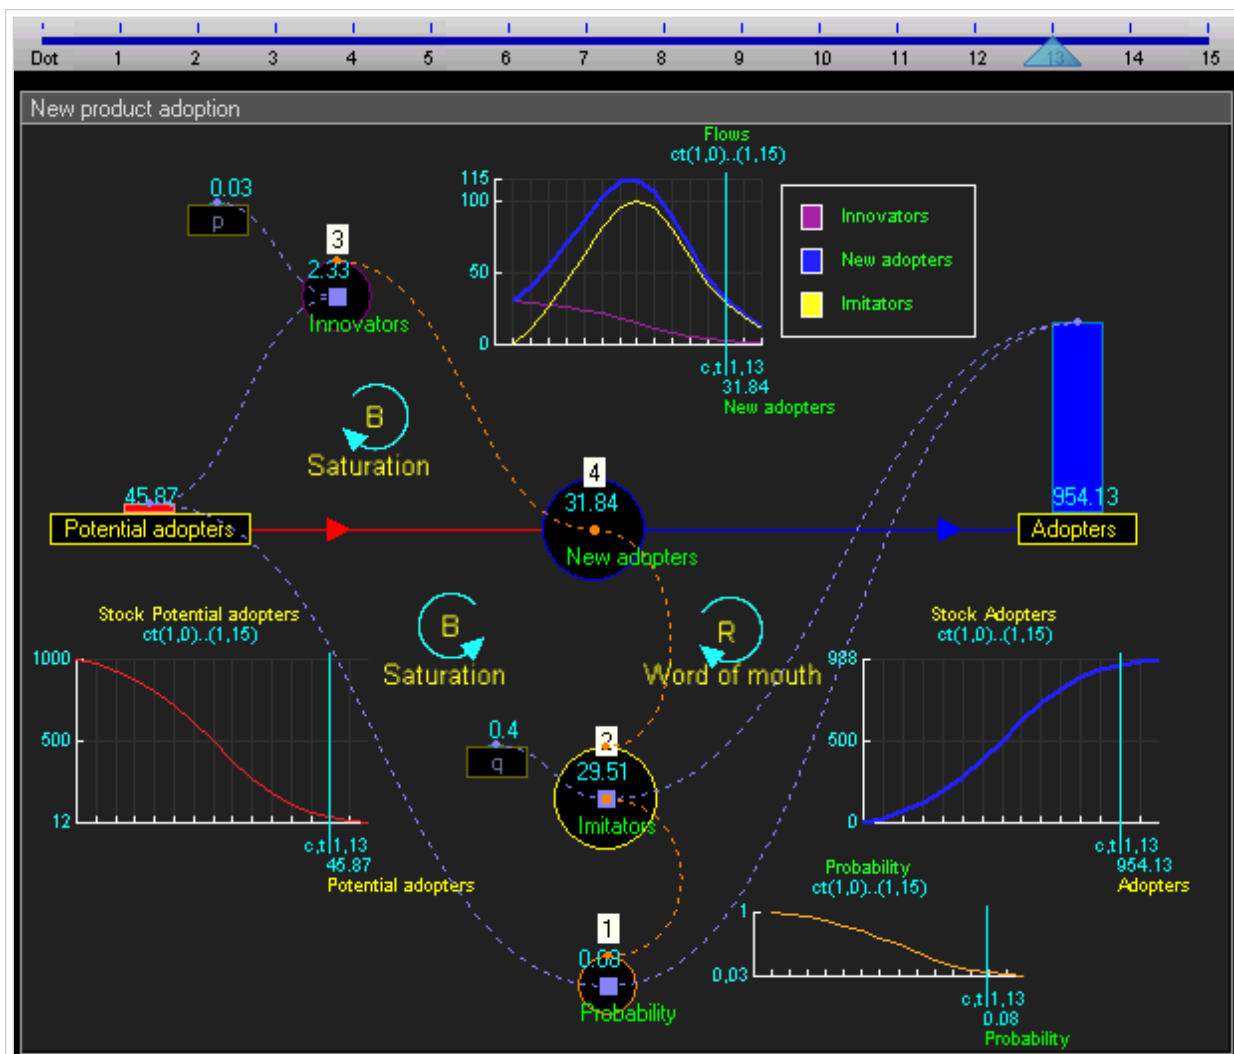 Dot 1 2 3 4 5 6 7 8 9 10 11 12 13 14 15
New product adoption
Flows
ct(1,0)..(1,15)
115
100
50
0
c,t|1,13
31.84
New adopters
Innovators
New adopters
Imitators
0.03
p
3
2.33
Innovators
B
Saturation
45.87
Potential adopters
4
31.84
New adopters
954.13
Adopters
Stock Potential adopters
ct(1,0)..(1,15)
1000
500
12
c,t|1,13
45.87
Potential adopters
B
Saturation
R
Word of mouth
Stock Adopters
ct(1,0)..(1,15)
988
500
0
c,t|1,13
954.13
Adopters
0.4
q
2
29.51
Imitators
1
0.08
Probability
Probability
ct(1,0)..(1,15)
1
0,03
c,t|1,13
0.08
Probability